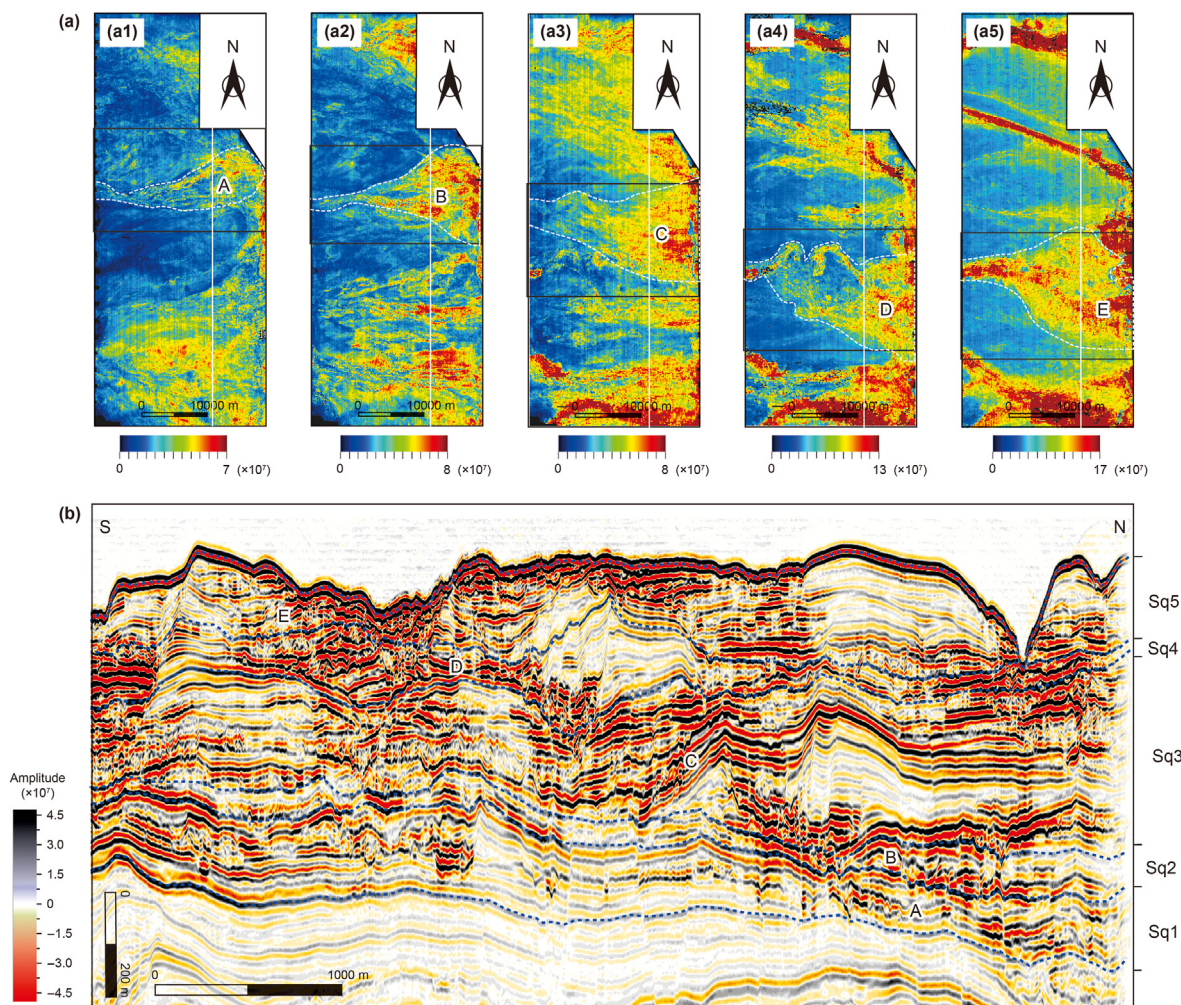 (a)
(a1) (a2) (a3) (a4) (a5)
N N N N N
A B C D E
0 10000 m 0 10000 m 0 10000 m 0 10000 m 0 10000 m
0 7 (×10⁷) 0 8 (×10⁷) 0 8 (×10⁷) 0 13 (×10⁷) 0 17 (×10⁷)
(b)
S N
E
Sq5
D
Sq4
C
Sq3
Amplitude
(×10⁷)
4.5
3.0
1.5
0
−1.5
−3.0
−4.5
B
Sq2
A
Sq1
0
200 m
0 1000 m